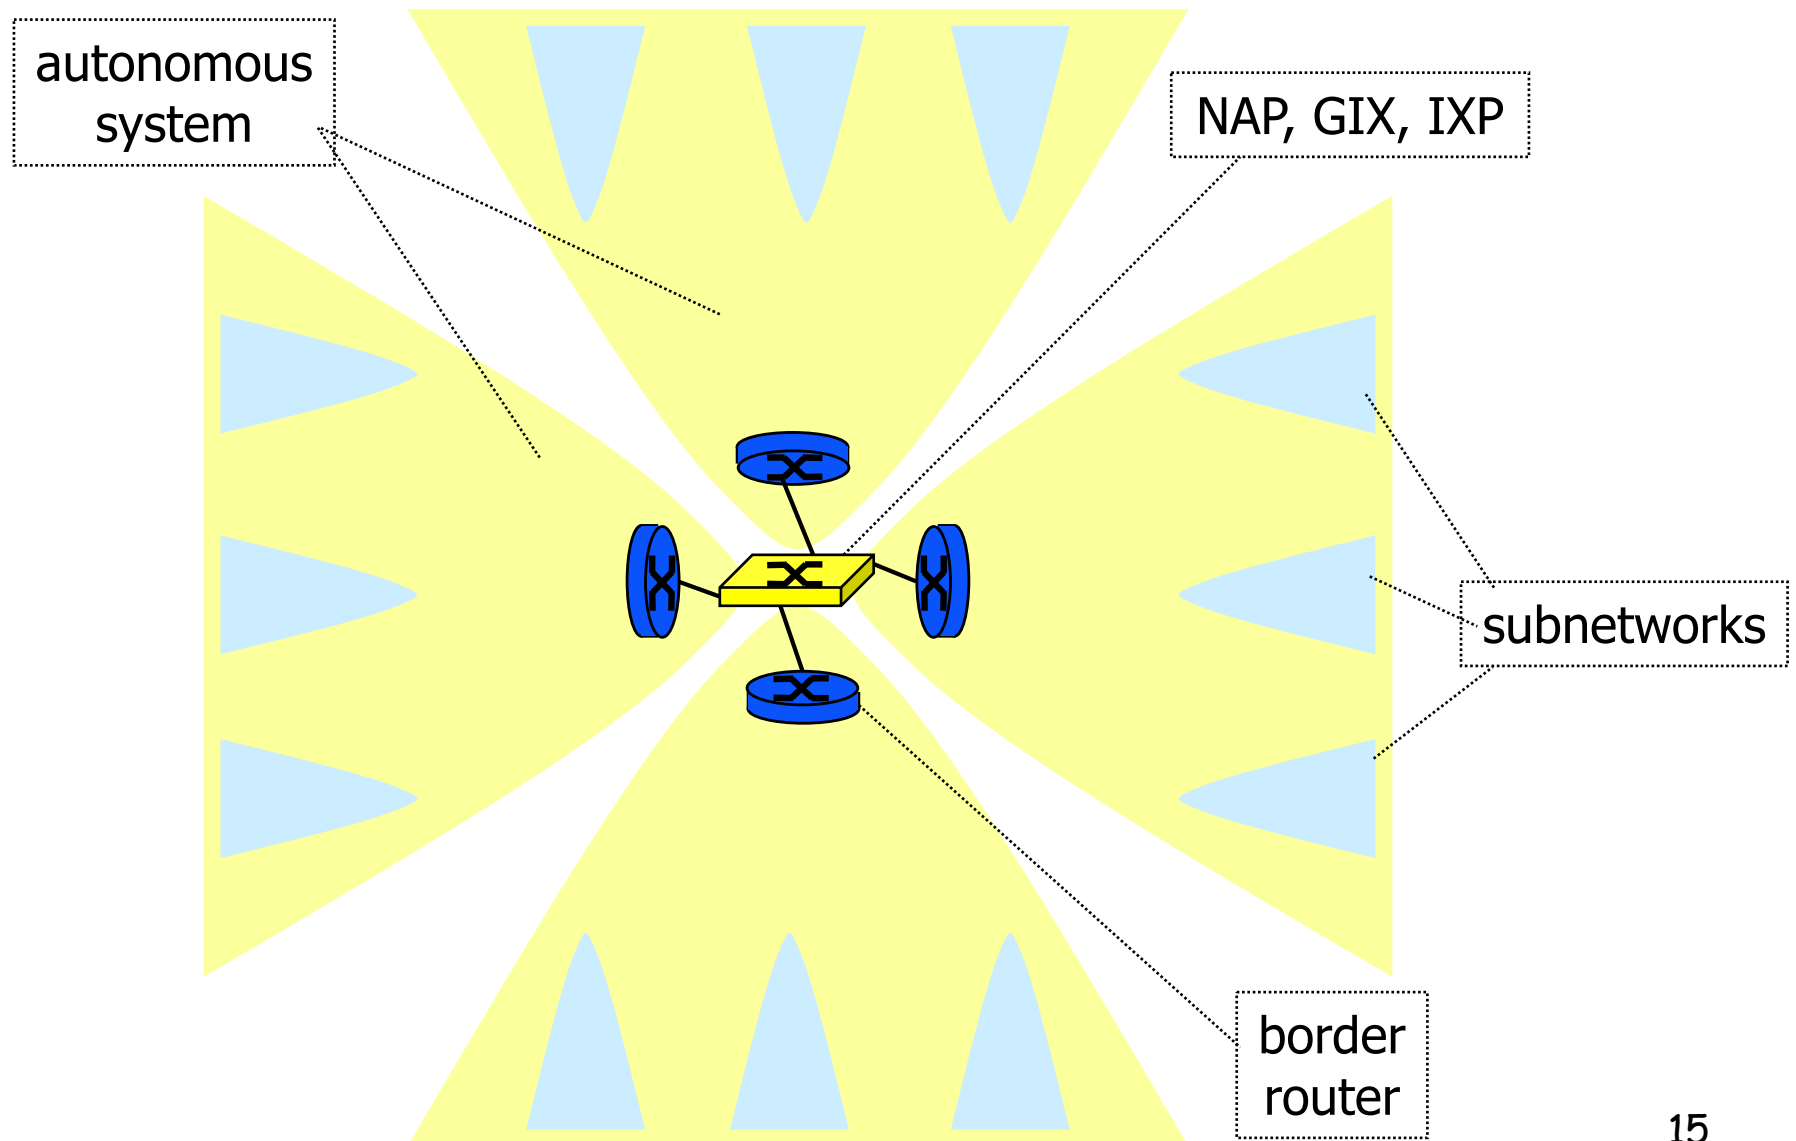 autonomous
system
NAP, GIX, IXP
subnetworks
border
router
15